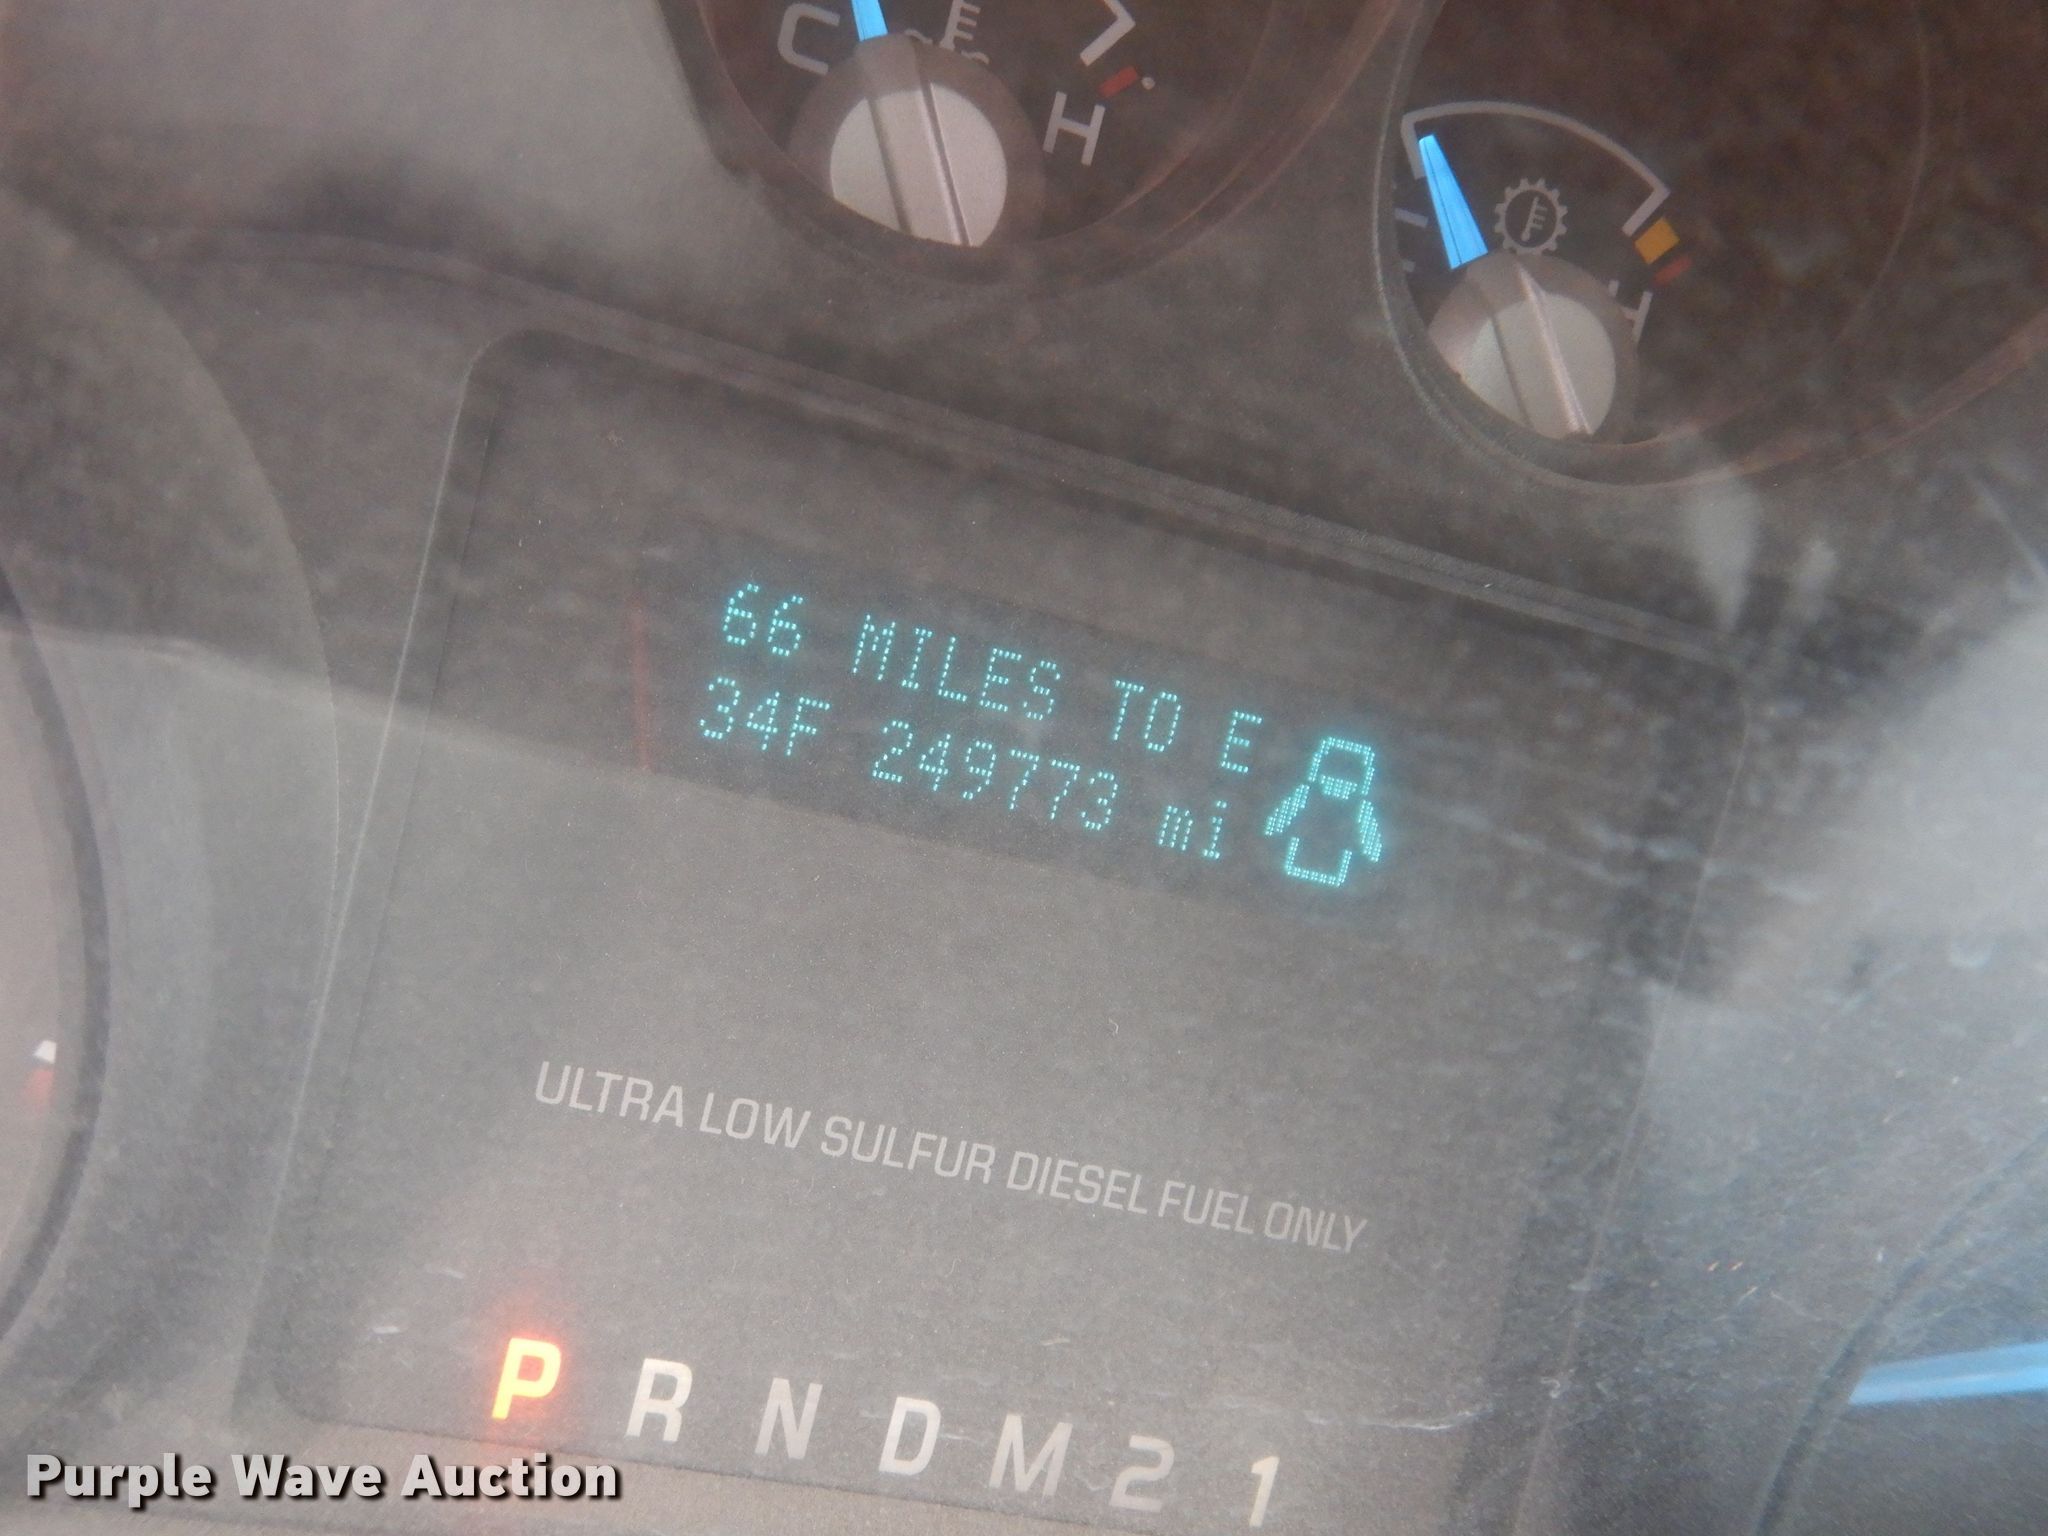 C
H
H
66 MILES TO E
34F 249773 mi
ULTRA LOW SULFUR DIESEL FUEL ONLY
P R N D M 2 1
Purple Wave Auction